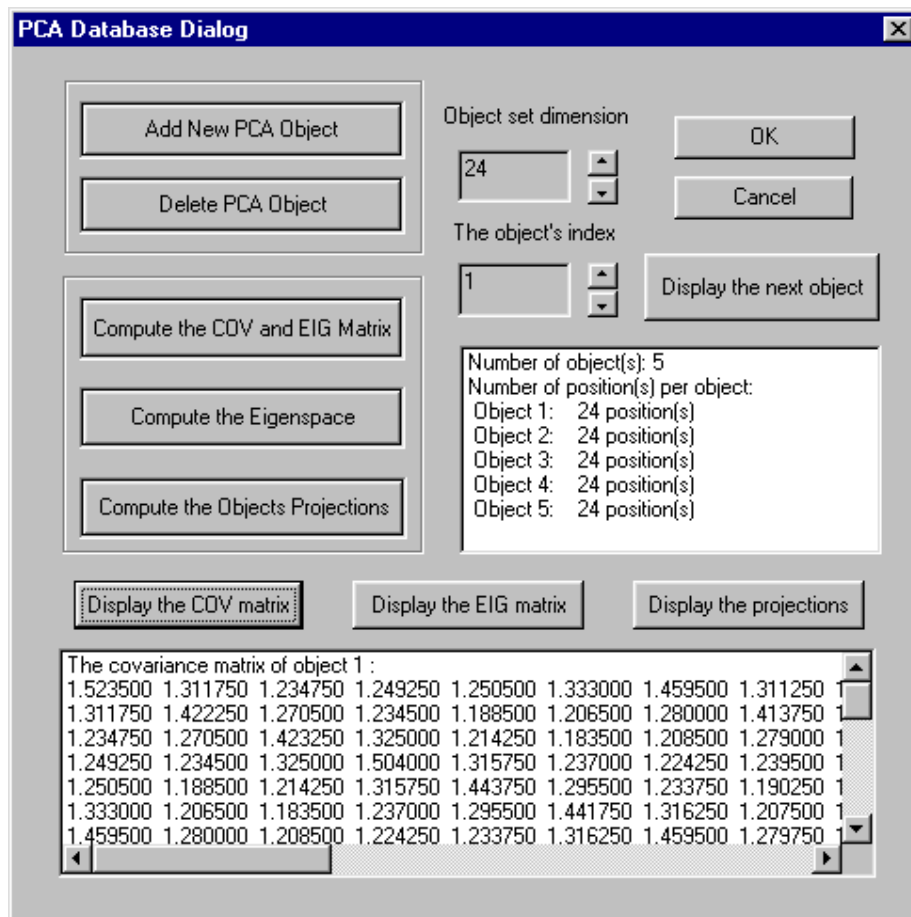 PCA Database Dialog
Add New PCA Object
Delete PCA Object
Object set dimension
24
OK
Cancel
The object's index
1
Display the next object
Compute the COV and EIG Matrix
Compute the Eigenspace
Compute the Objects Projections
Number of object(s): 5
Number of position(s) per object:
Object 1: 24 position(s)
Object 2: 24 position(s)
Object 3: 24 position(s)
Object 4: 24 position(s)
Object 5: 24 position(s)
Display the COV matrix
Display the EIG matrix
Display the projections
The covariance matrix of object 1 :
1.523500 1.311750 1.234750 1.249250 1.250500 1.333000 1.459500 1.311250 1
1.311750 1.422250 1.270500 1.234500 1.188500 1.206500 1.280000 1.413750 1
1.234750 1.270500 1.423250 1.325000 1.214250 1.183500 1.208500 1.279000 1
1.249250 1.234500 1.325000 1.504000 1.315750 1.237000 1.224250 1.239500 1
1.250500 1.188500 1.214250 1.315750 1.443750 1.295500 1.233750 1.190250 1
1.333000 1.206500 1.183500 1.237000 1.295500 1.441750 1.316250 1.207500 1
1.459500 1.280000 1.208500 1.224250 1.233750 1.316250 1.459500 1.279750 1